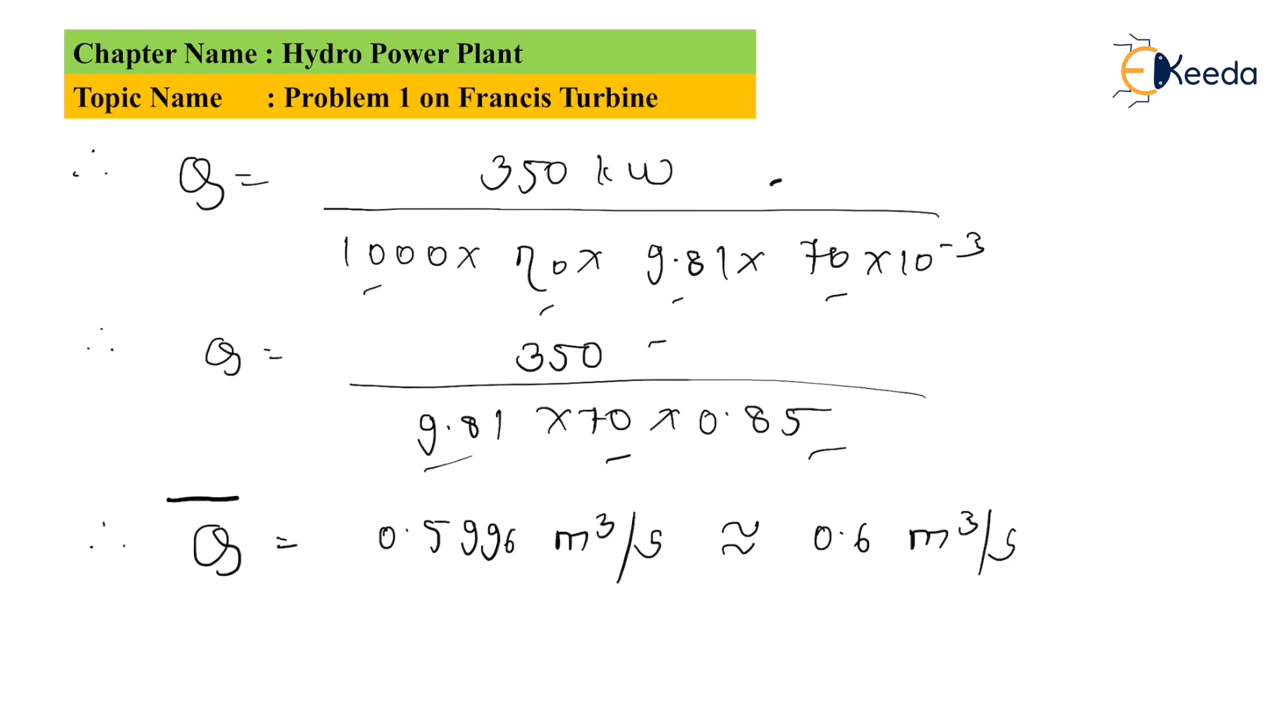 Chapter Name : Hydro Power Plant
EKeeda
Topic Name : Problem 1 on Francis Turbine
∴ Q = 350 kW
1000 × η0 × 9.81 × 70 × 10^-3
∴ Q = 350
9.81 × 70 × 0.85
∴ Q = 0.5996 m³/s ≈ 0.6 m³/s